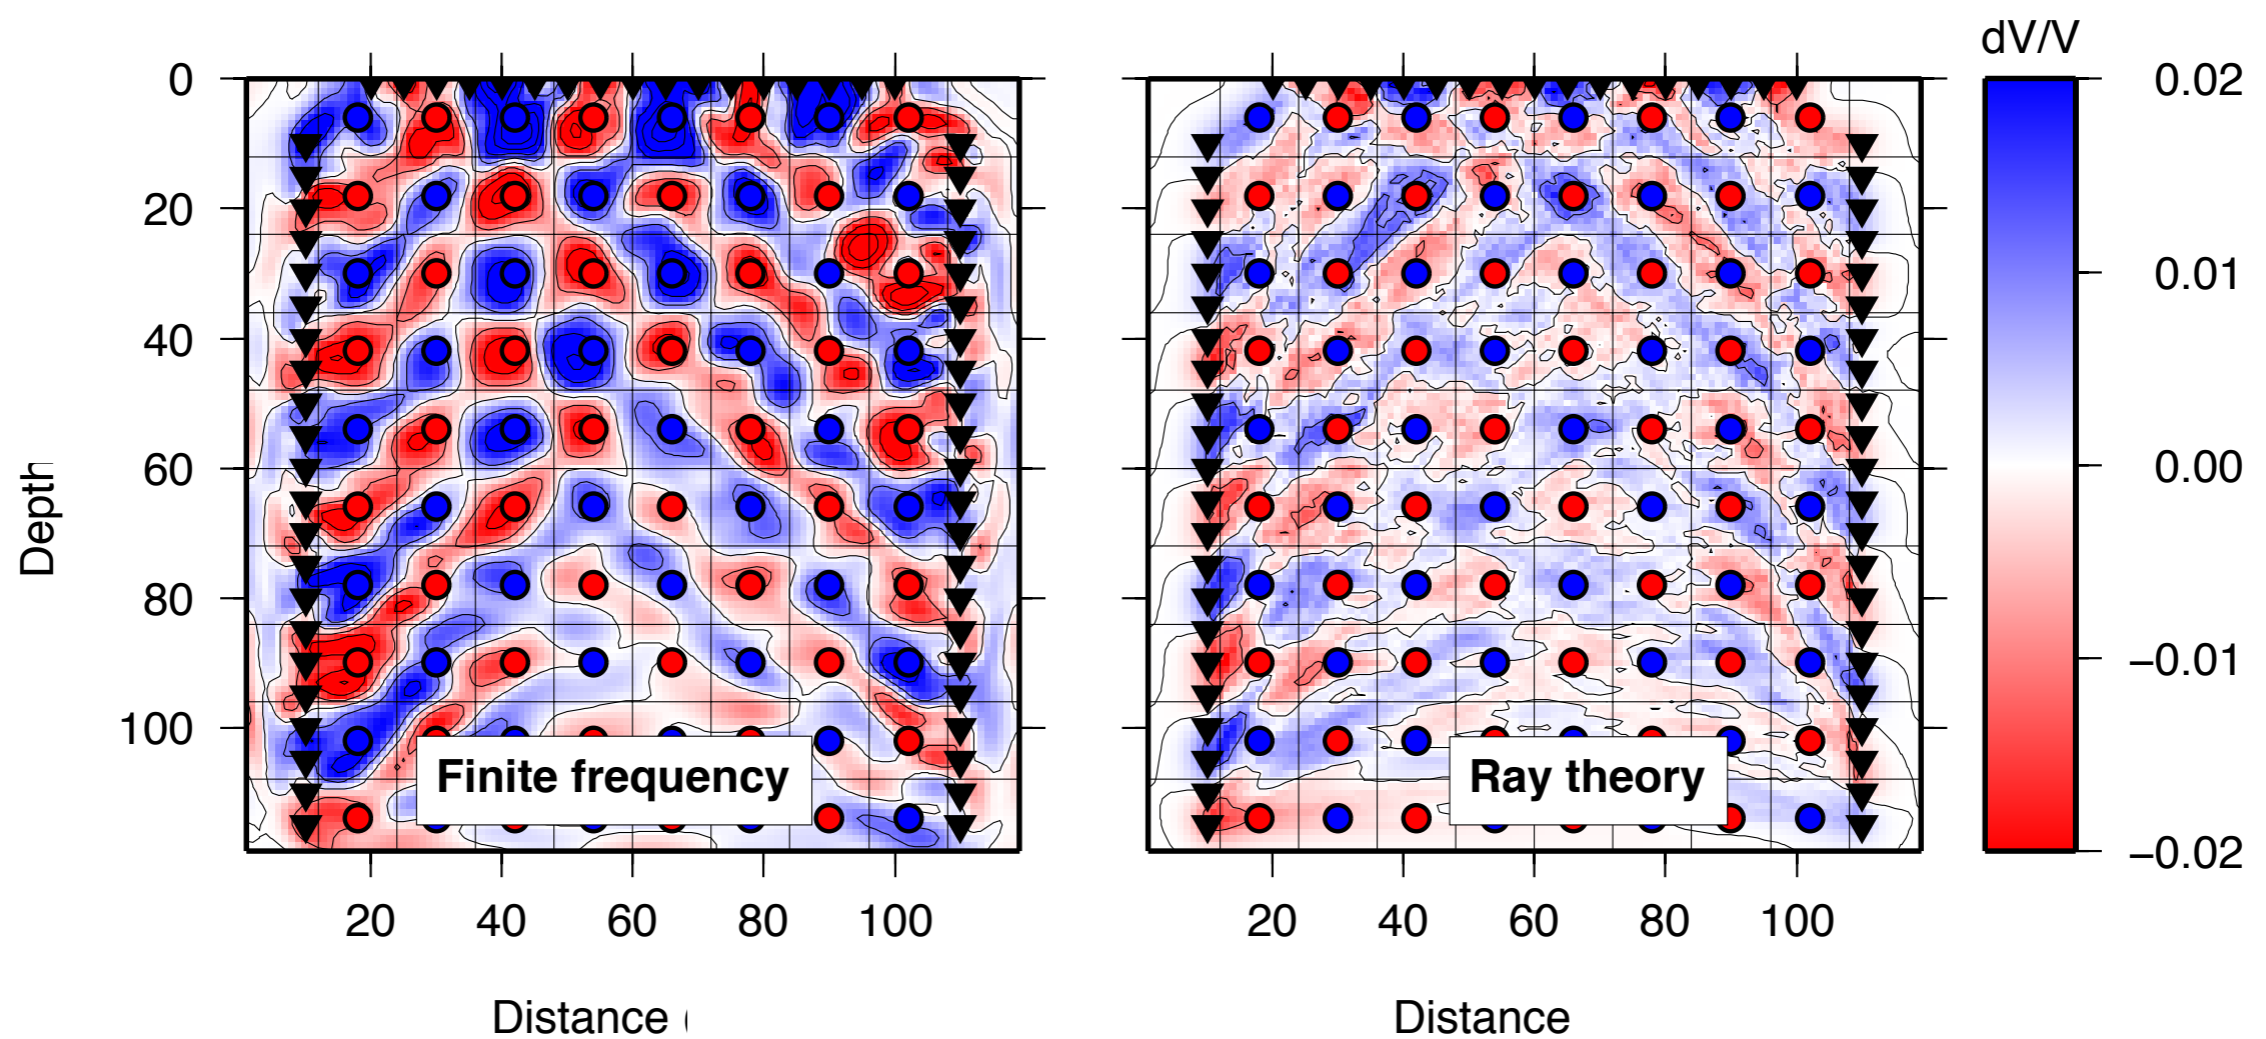 dV/V
0
20
40
60
80
100
Depth
20 40 60 80 100
Distance (
Finite frequency
20 40 60 80 100
Distance
Ray theory
0.02
0.01
0.00
−0.01
−0.02